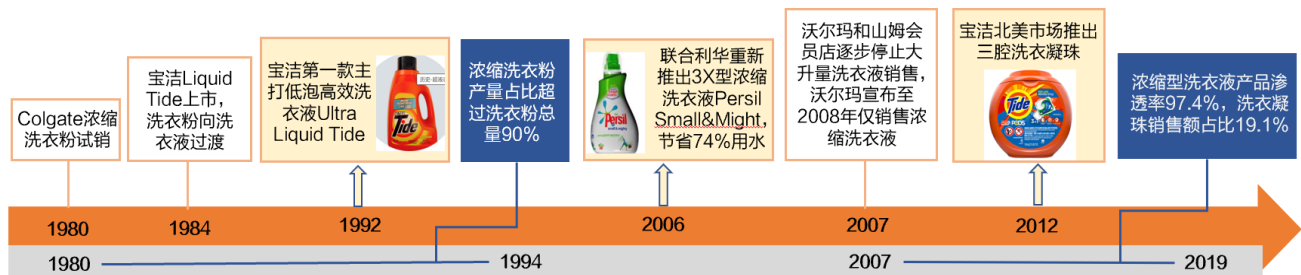 Colgate浓缩
洗衣粉试销
宝洁Liquid
Tide上市，
洗衣粉向洗
衣液过渡
宝洁第一款主
打低泡高效洗
衣液Ultra
Liquid Tide
Tide
浓缩洗衣粉
产量占比超
过洗衣粉总
量90%
Persil
small & mighty
联合利华重新
推出3X型浓缩
洗衣液Persil
Small&Might，
节省74%用水
沃尔玛和山姆会
员店逐步停止大
升量洗衣液销售，
沃尔玛宣布至
2008年仅销售浓
缩洗衣液
宝洁北美市场推出
三腔洗衣凝珠
Tide
PODS
浓缩型洗衣液产品渗
透率97.4%，洗衣凝
珠销售额占比19.1%
1980
1984
1992
2006
2007
2012
1980
1994
2007
2019